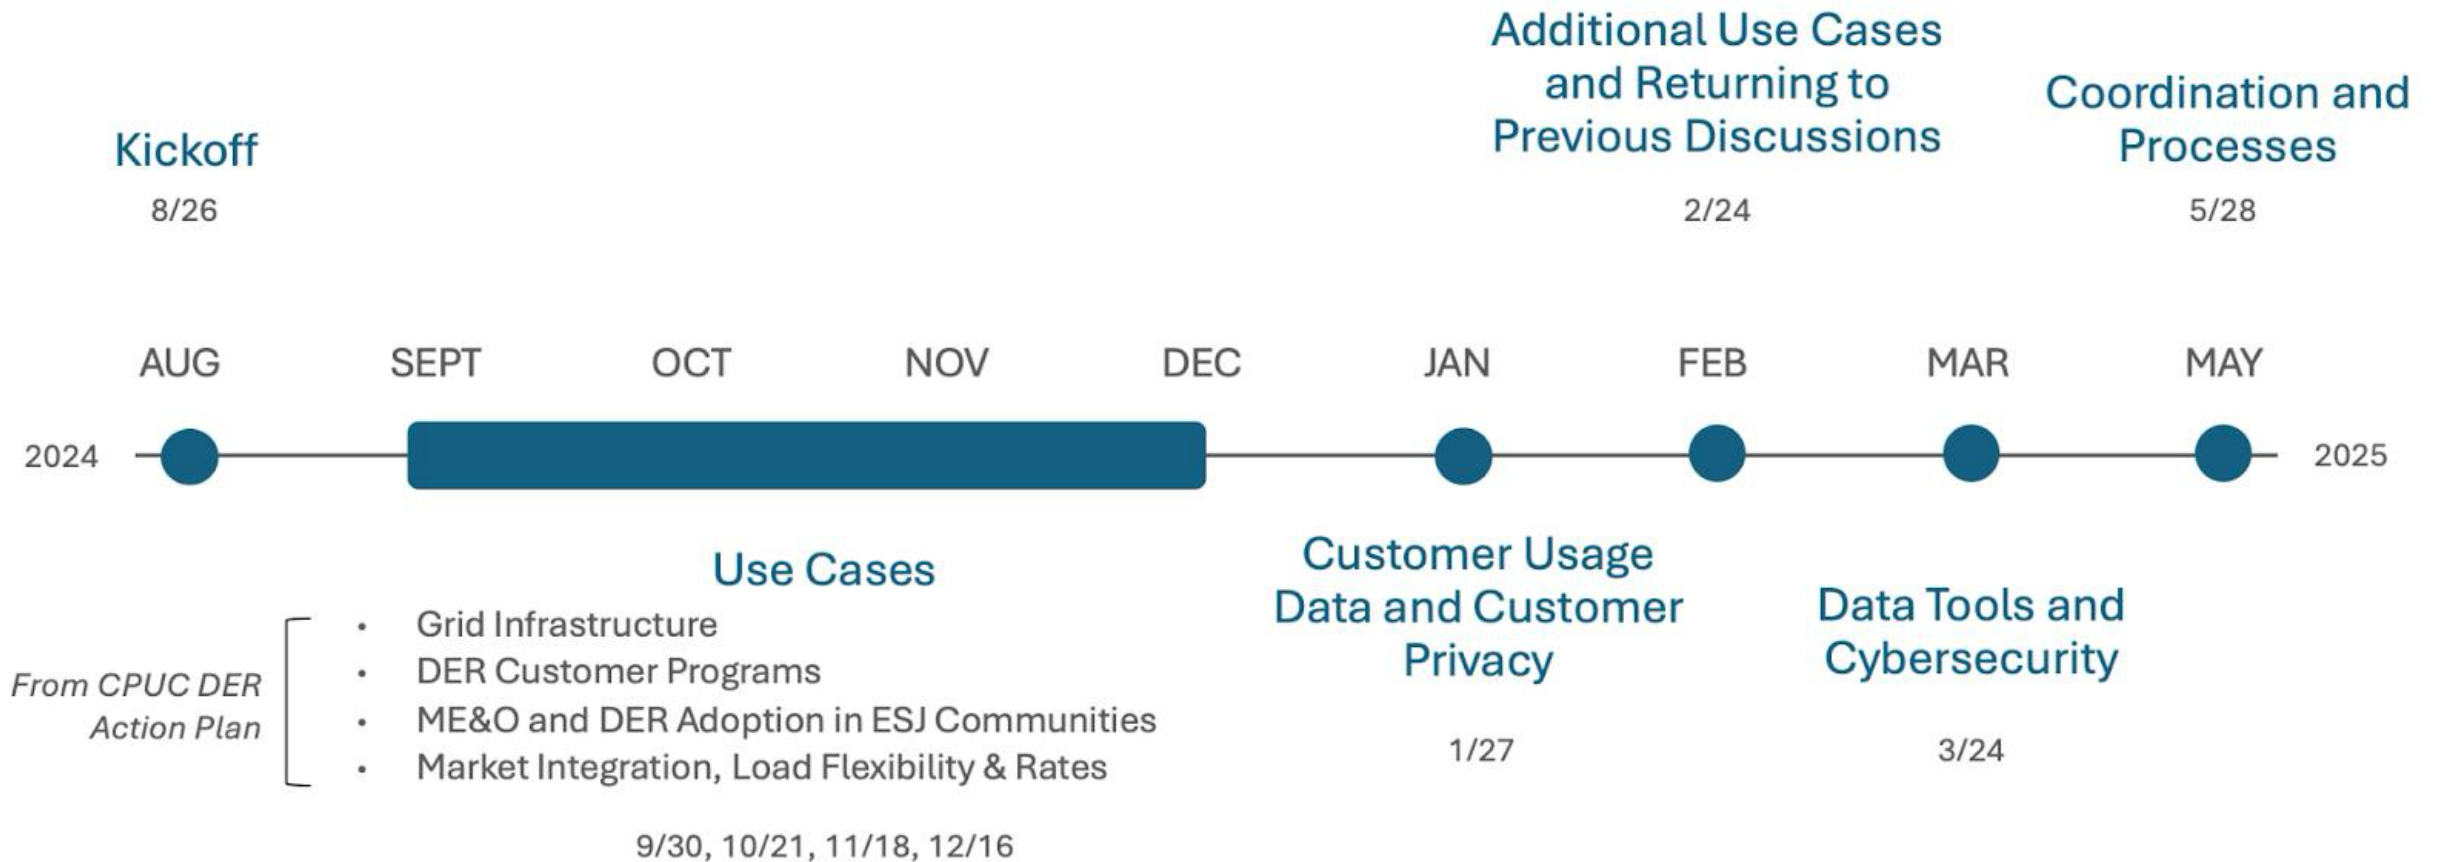 Additional Use Cases
and Returning to
Previous Discussions
2/24
Coordination and
Processes
5/28
Kickoff
8/26
AUG
SEPT
OCT
NOV
DEC
JAN
FEB
MAR
MAY
2024
2025
Use Cases
From CPUC DER
Action Plan
• Grid Infrastructure
• DER Customer Programs
• ME&O and DER Adoption in ESJ Communities
• Market Integration, Load Flexibility & Rates
9/30, 10/21, 11/18, 12/16
Customer Usage
Data and Customer
Privacy
1/27
Data Tools and
Cybersecurity
3/24